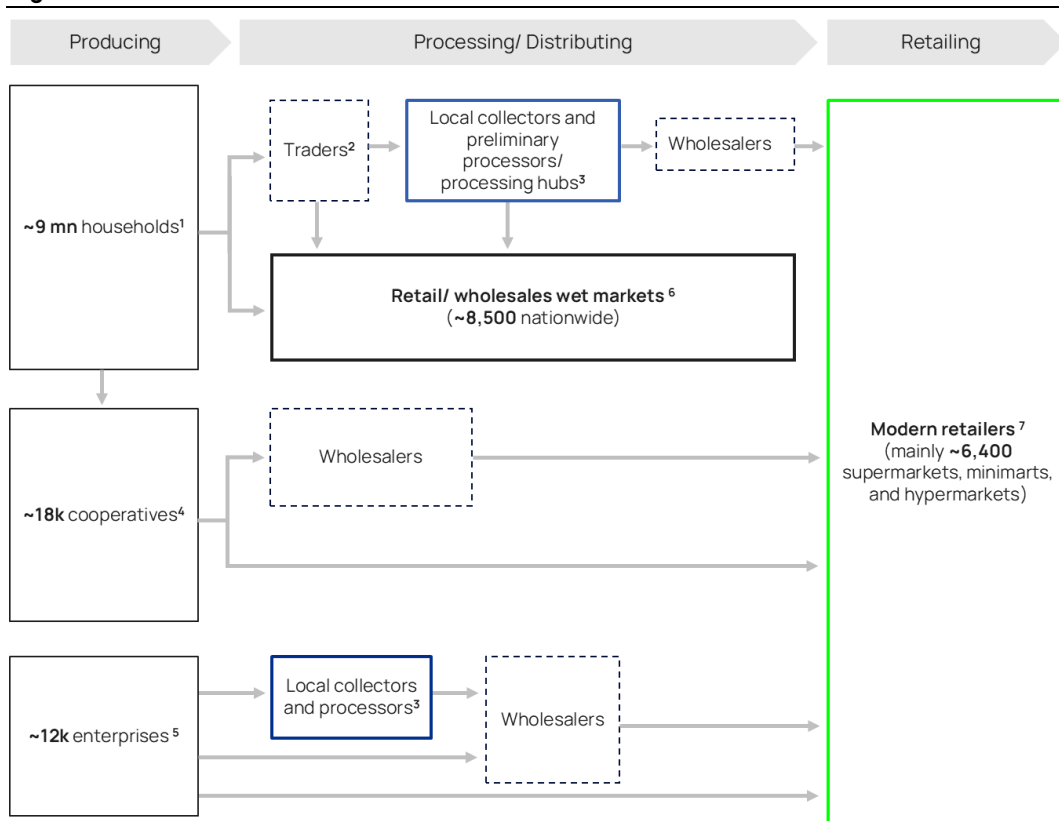 Producing
Processing/ Distributing
Retailing
~9 mn households¹
Traders²
Local collectors and
preliminary
processors/
processing hubs³
Wholesalers
Retail/ wholesales wet markets ⁶
(~8,500 nationwide)
~18k cooperatives⁴
Wholesalers
~12k enterprises ⁵
Local collectors
and processors³
Wholesalers
Modern retailers ⁷
(mainly ~6,400
supermarkets, minimarts,
and hypermarkets)